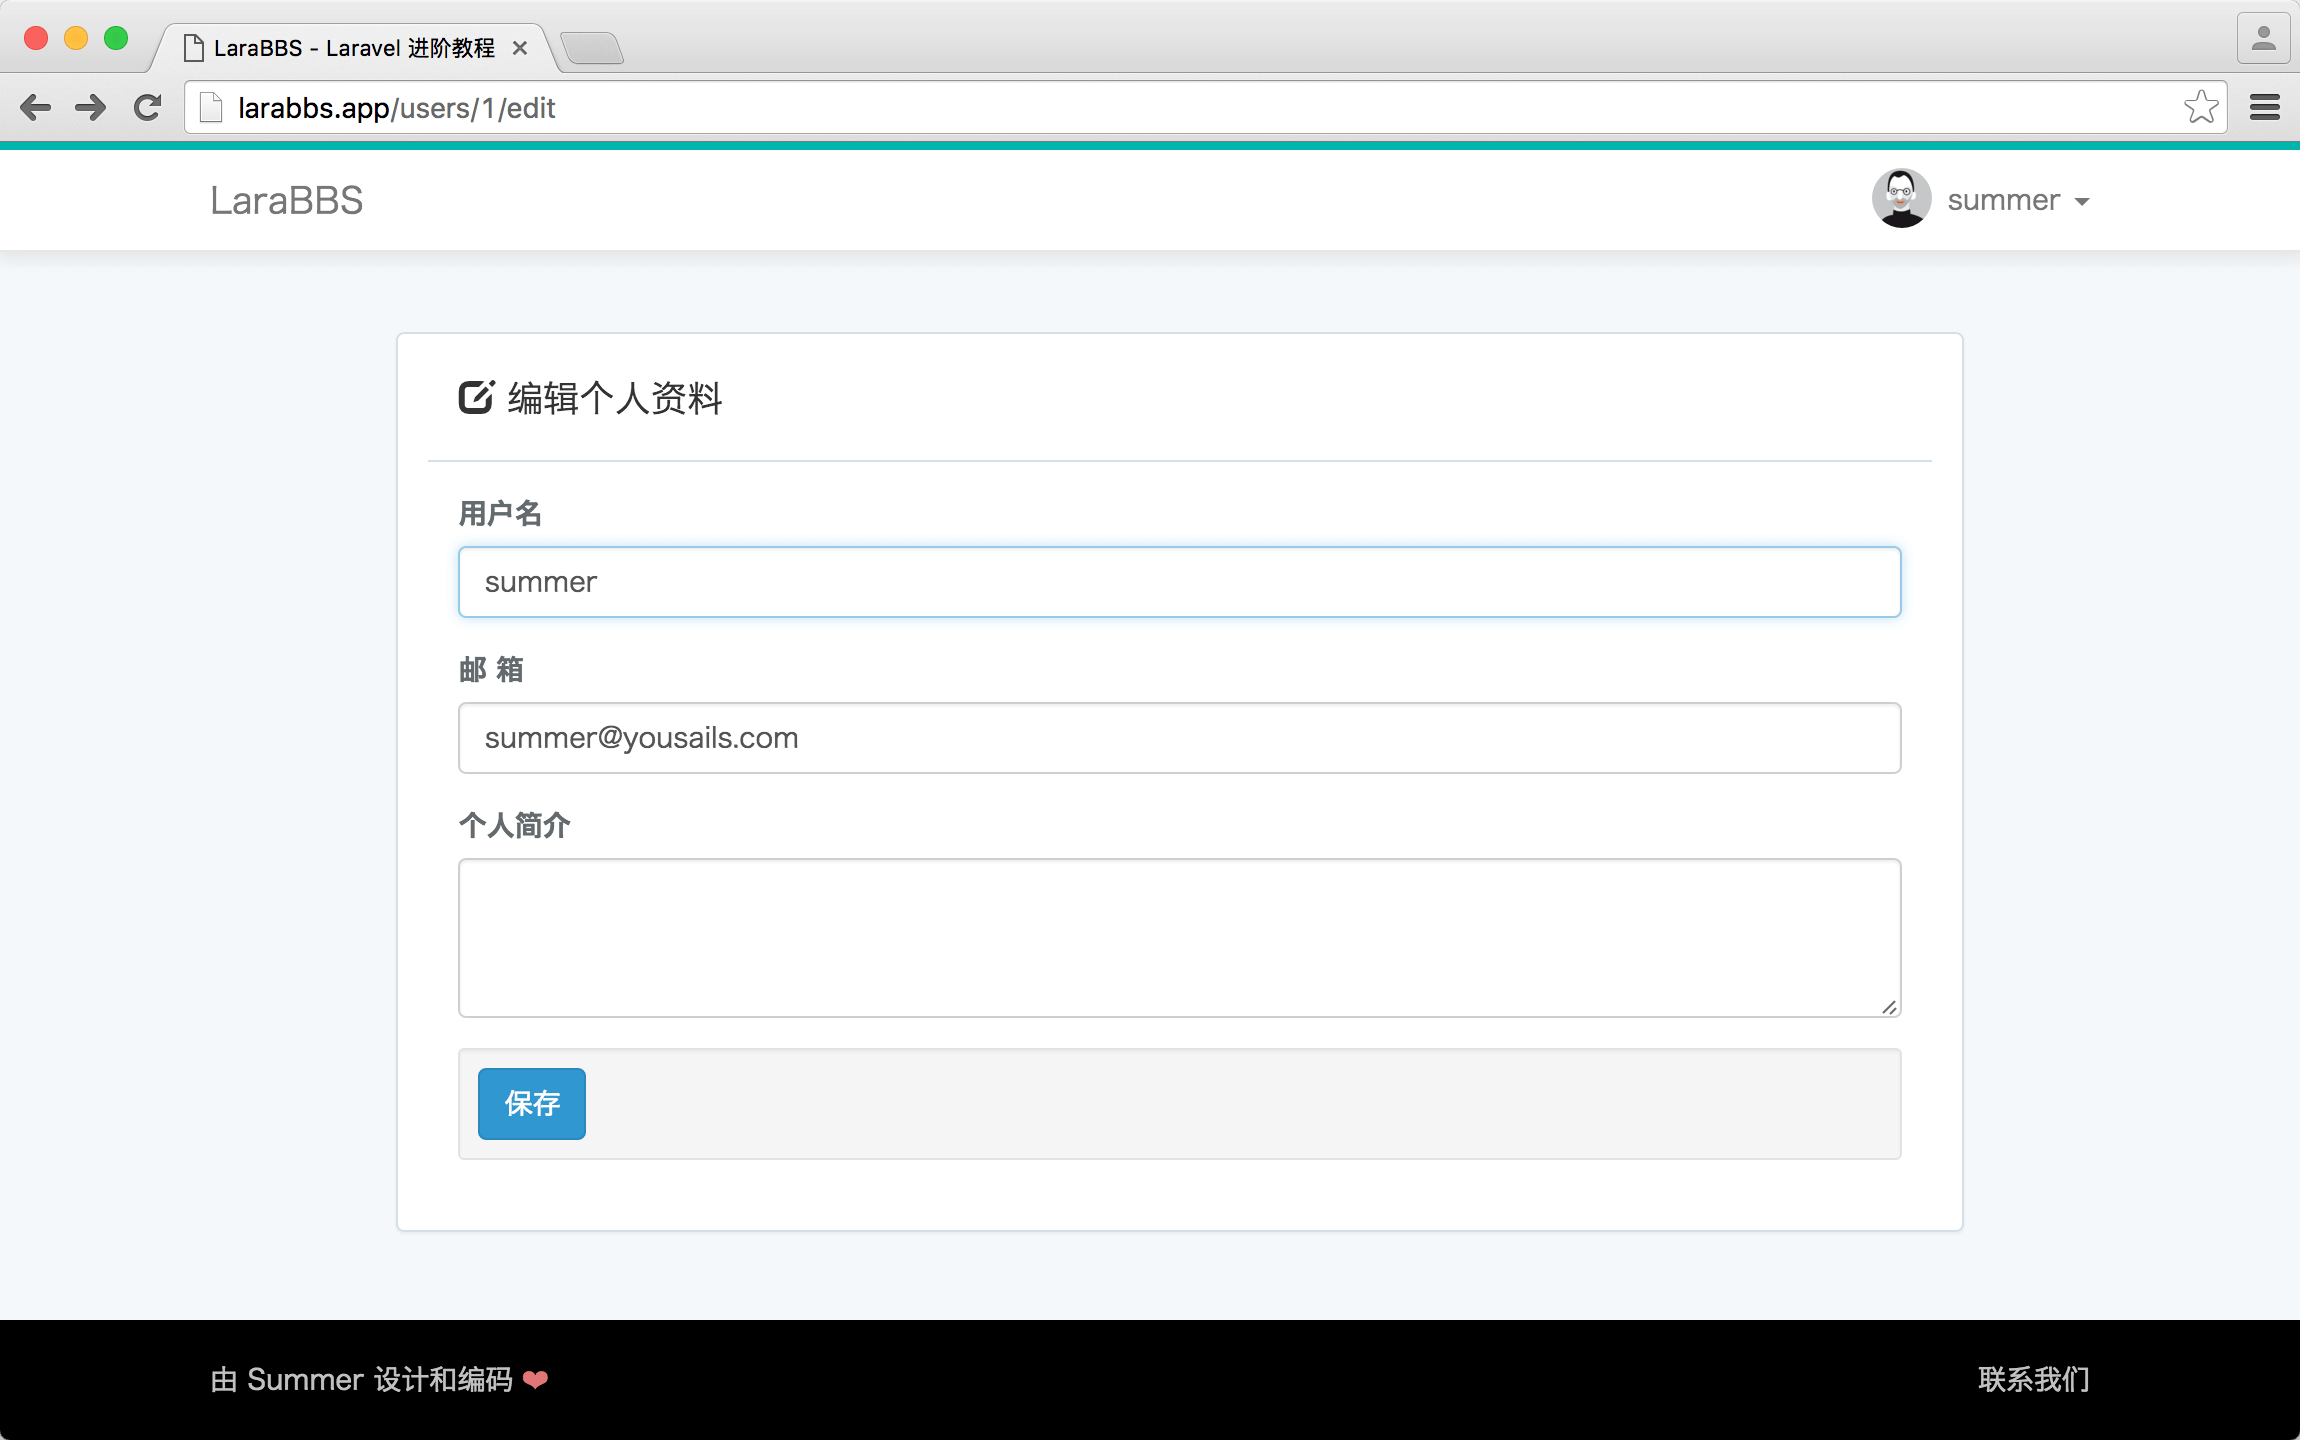 LaraBBS - Laravel 进阶教程
larabbs.app/users/1/edit
LaraBBS
summer
编辑个人资料
用户名
summer
邮 箱
summer@yousails.com
个人简介
保存
由 Summer 设计和编码 ❤
联系我们